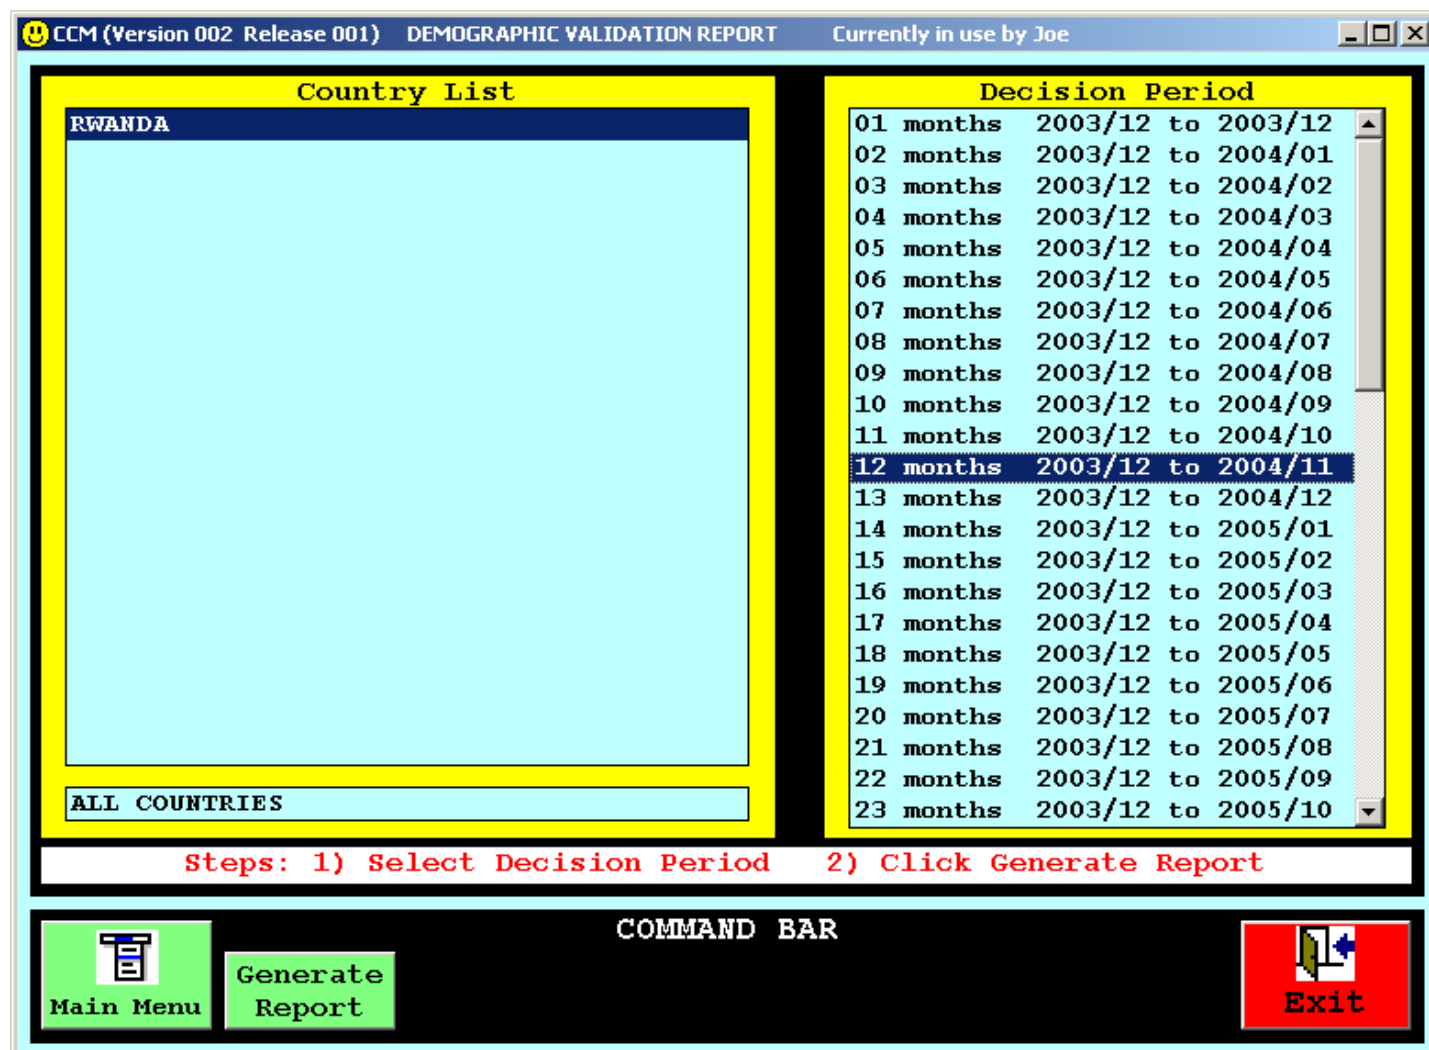 CCM (Version 002 Release 001) DEMOGRAPHIC VALIDATION REPORT Currently in use by Joe
Country List
RWANDA
ALL COUNTRIES
Decision Period
01 months 2003/12 to 2003/12
02 months 2003/12 to 2004/01
03 months 2003/12 to 2004/02
04 months 2003/12 to 2004/03
05 months 2003/12 to 2004/04
06 months 2003/12 to 2004/05
07 months 2003/12 to 2004/06
08 months 2003/12 to 2004/07
09 months 2003/12 to 2004/08
10 months 2003/12 to 2004/09
11 months 2003/12 to 2004/10
12 months 2003/12 to 2004/11
13 months 2003/12 to 2004/12
14 months 2003/12 to 2005/01
15 months 2003/12 to 2005/02
16 months 2003/12 to 2005/03
17 months 2003/12 to 2005/04
18 months 2003/12 to 2005/05
19 months 2003/12 to 2005/06
20 months 2003/12 to 2005/07
21 months 2003/12 to 2005/08
22 months 2003/12 to 2005/09
23 months 2003/12 to 2005/10
Steps: 1) Select Decision Period 2) Click Generate Report
COMMAND BAR
Main Menu
Generate
Report
Exit